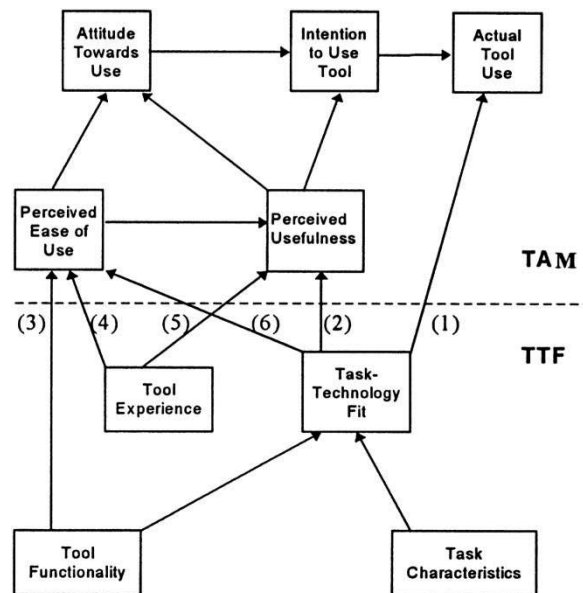 Attitude
Towards
Use
Intention
to Use
Tool
Actual
Tool
Use
Perceived
Ease of
Use
Perceived
Usefulness
TAM
(3)
(4)
(5)
(6)
(2)
(1)
TTF
Tool
Experience
Task-
Technology
Fit
Tool
Functionality
Task
Characteristics